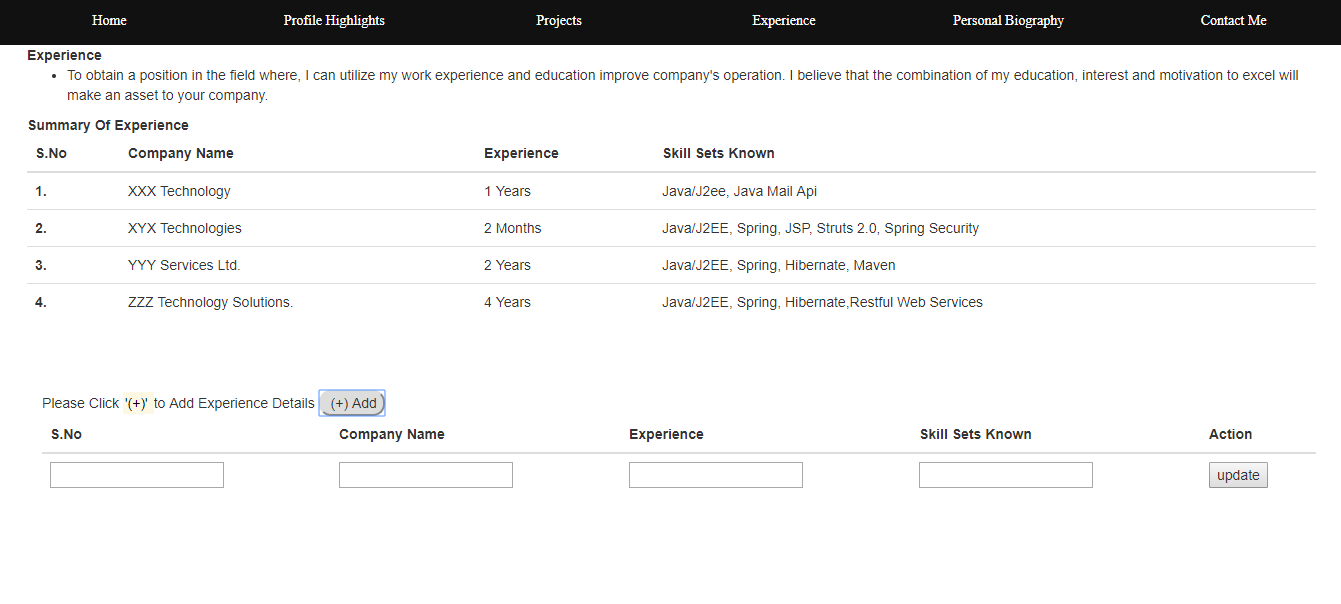 Home Profile Highlights Projects Experience Personal Biography Contact Me
Experience
• To obtain a position in the field where, I can utilize my work experience and education improve company's operation. I believe that the combination of my education, interest and motivation to excel will
make an asset to your company.
Summary Of Experience
S.No Company Name Experience Skill Sets Known
1. XXX Technology 1 Years Java/J2ee, Java Mail Api
2. XYX Technologies 2 Months Java/J2EE, Spring, JSP, Struts 2.0, Spring Security
3. YYY Services Ltd. 2 Years Java/J2EE, Spring, Hibernate, Maven
4. ZZZ Technology Solutions. 4 Years Java/J2EE, Spring, Hibernate,Restful Web Services
Please Click '(+)' to Add Experience Details (+) Add
S.No Company Name Experience Skill Sets Known Action
update